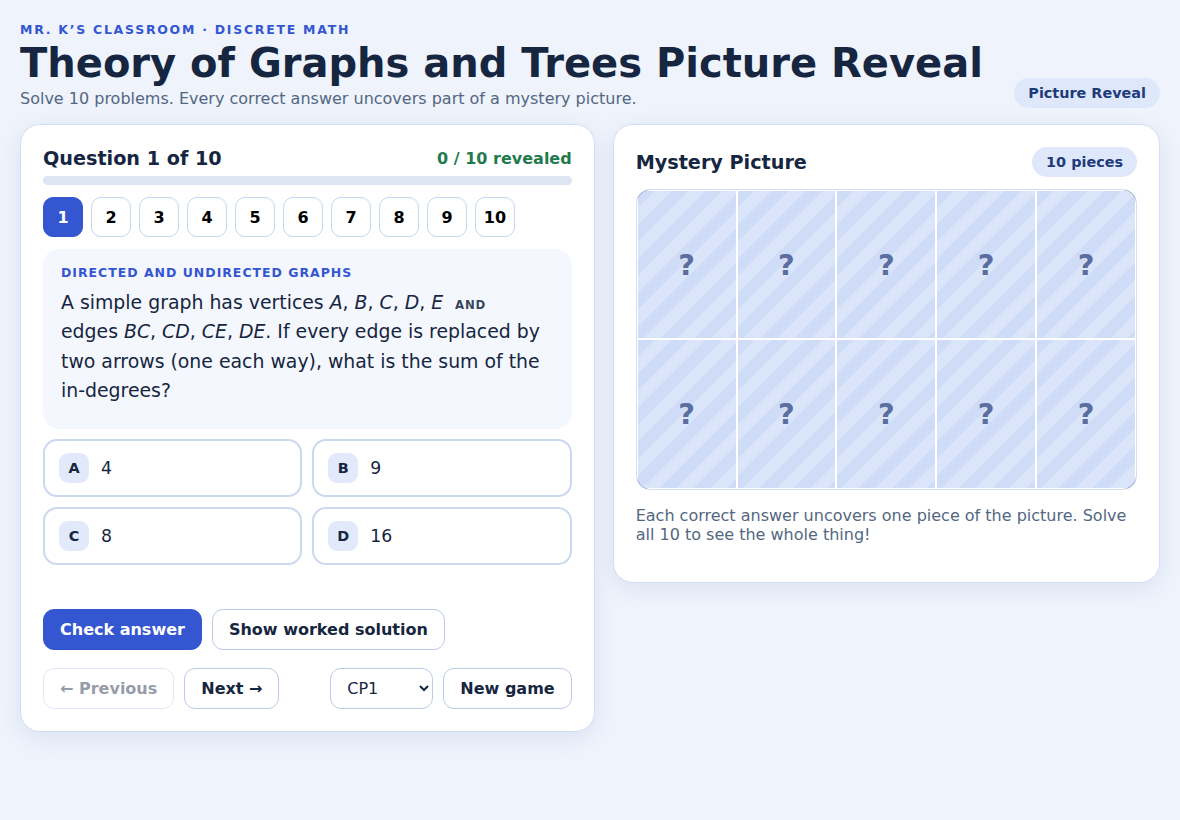 MR. K’S CLASSROOM · DISCRETE MATH
Theory of Graphs and Trees Picture Reveal
Solve 10 problems. Every correct answer uncovers part of a mystery picture.
Picture Reveal
Question 1 of 10
0 / 10 revealed
1 2 3 4 5 6 7 8 9 10
DIRECTED AND UNDIRECTED GRAPHS
A simple graph has vertices A, B, C, D, E AND
edges BC, CD, CE, DE. If every edge is replaced by
two arrows (one each way), what is the sum of the
in-degrees?
A 4
B 9
C 8
D 16
Check answer
Show worked solution
← Previous
Next →
CP1
New game
Mystery Picture
10 pieces
? ? ? ? ?
? ? ? ? ?
Each correct answer uncovers one piece of the picture. Solve
all 10 to see the whole thing!